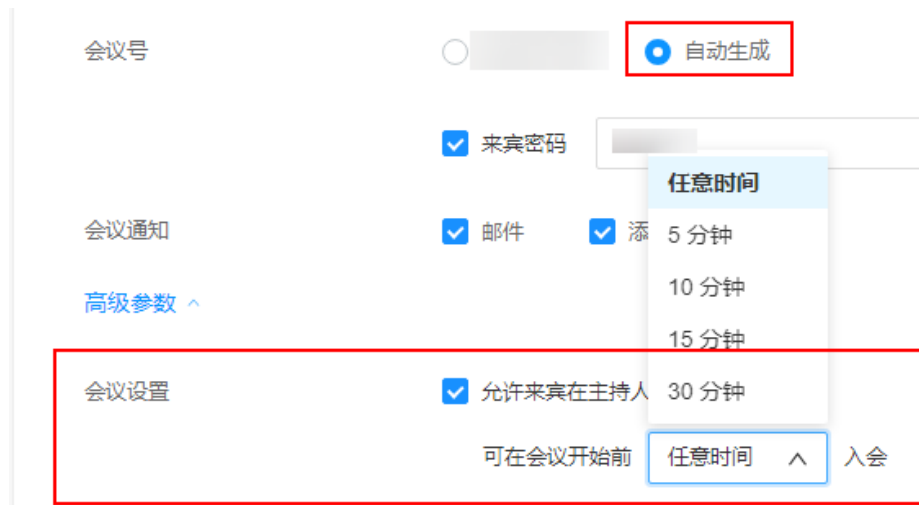 会议号 自动生成
来宾密码
任意时间
会议通知 邮件 添 5 分钟
10 分钟
高级参数
15 分钟
会议设置 允许来宾在主持人 30 分钟
可在会议开始前 任意时间 入会